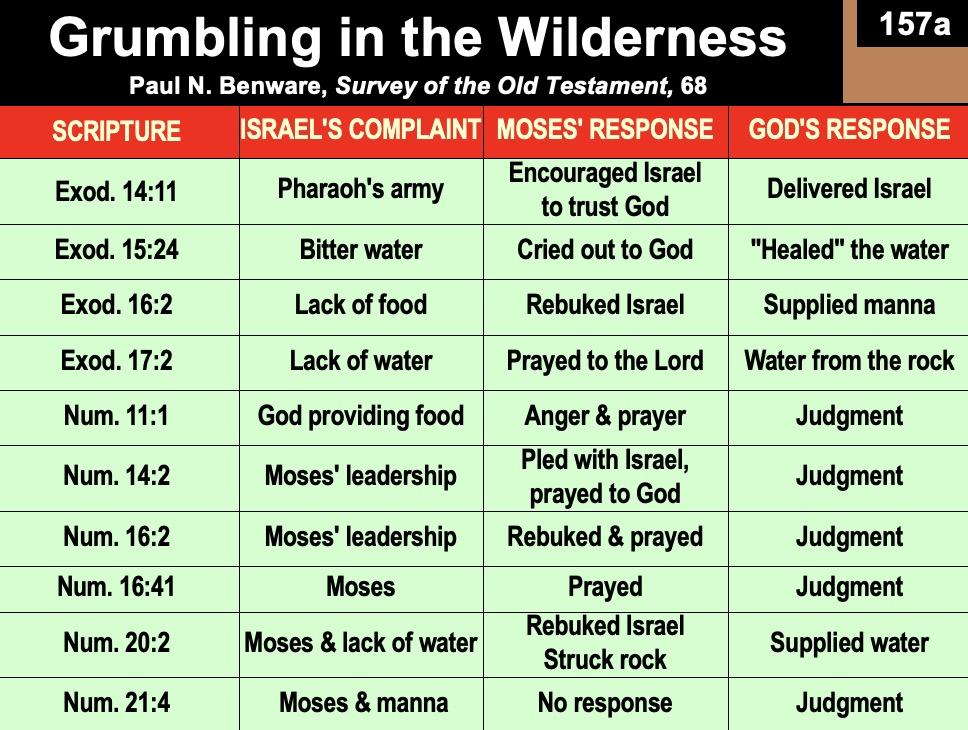 Grumbling in the Wilderness
157a
Paul N. Benware, Survey of the Old Testament, 68
SCRIPTURE ISRAEL'S COMPLAINT MOSES' RESPONSE GOD'S RESPONSE
Exod. 14:11 Pharaoh's army Encouraged Israel to trust God Delivered Israel
Exod. 15:24 Bitter water Cried out to God "Healed" the water
Exod. 16:2 Lack of food Rebuked Israel Supplied manna
Exod. 17:2 Lack of water Prayed to the Lord Water from the rock
Num. 11:1 God providing food Anger & prayer Judgment
Num. 14:2 Moses' leadership Pled with Israel, prayed to God Judgment
Num. 16:2 Moses' leadership Rebuked & prayed Judgment
Num. 16:41 Moses Prayed Judgment
Num. 20:2 Moses & lack of water Rebuked Israel Struck rock Supplied water
Num. 21:4 Moses & manna No response Judgment